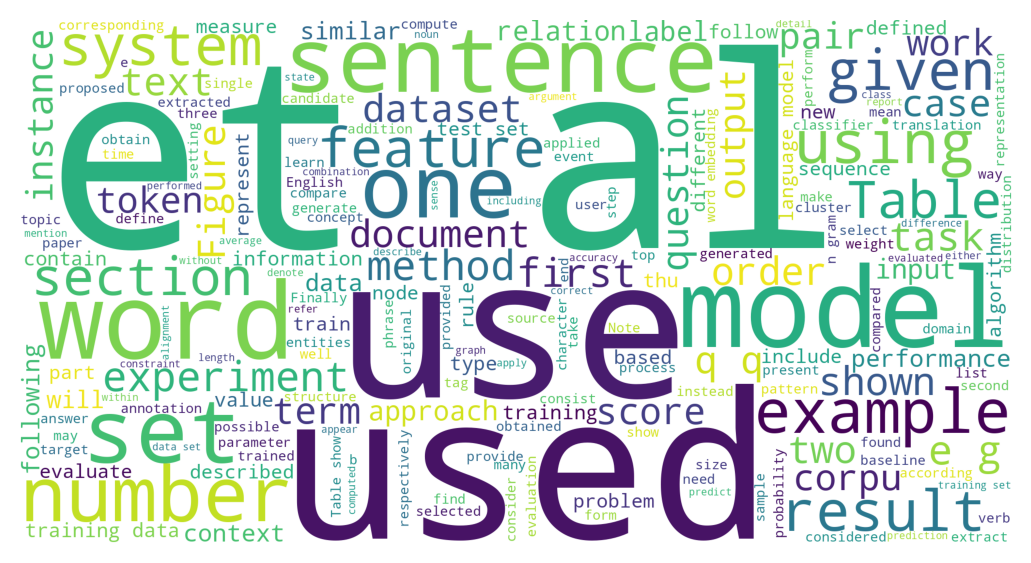 corresponding
measure
similar
compute
noun
relation
label
follow
pair
defined
work
system
sentence
et al
e
instance
proposed
text
single
state
candidate
argument
given
class
report
case
extracted
three
dataset
output
language model
perform
new
mean
representation
obtain
time
setting
Figure
represent
query
learn
addition
test set
applied
event
question
different
word embedding
classifier
translation
using
token
performed
define
English
compare
generate
combination
feature
one
sense
including
user
step
make
sequence
way
Table
topic
mention
paper
average
concept
document
cluster
select
weight
difference
n gram
evaluated
either
task
distribution
contain
without
information
describe
denote
method
accuracy
first
end
top
generated
order
input
algorithm
section
data
node
rule
correct
thu
word
Finally
refer
train
entities
phrase
original
provided
source
character
take
Note
use
model
compared
domain
alignment
constraint
length
well
type
graph
apply
based
process
q q
include
present
performance
following
part
within
experiment
value
structure
tag
consist
instead
pattern
shown
list
second
will
annotation
term
approach
training
obtained
score
show
example
answer
may
target
data set
set
possible
parameter
trained
appear
used
two
found
baseline
e g
evaluate
described
Table show
computed
respectively
provide
many
find
selected
consider
evaluation
problem
form
size
need
predict
sample
probability
corpu
according
training set
number
training data
context
result
verb
considered
prediction
extract